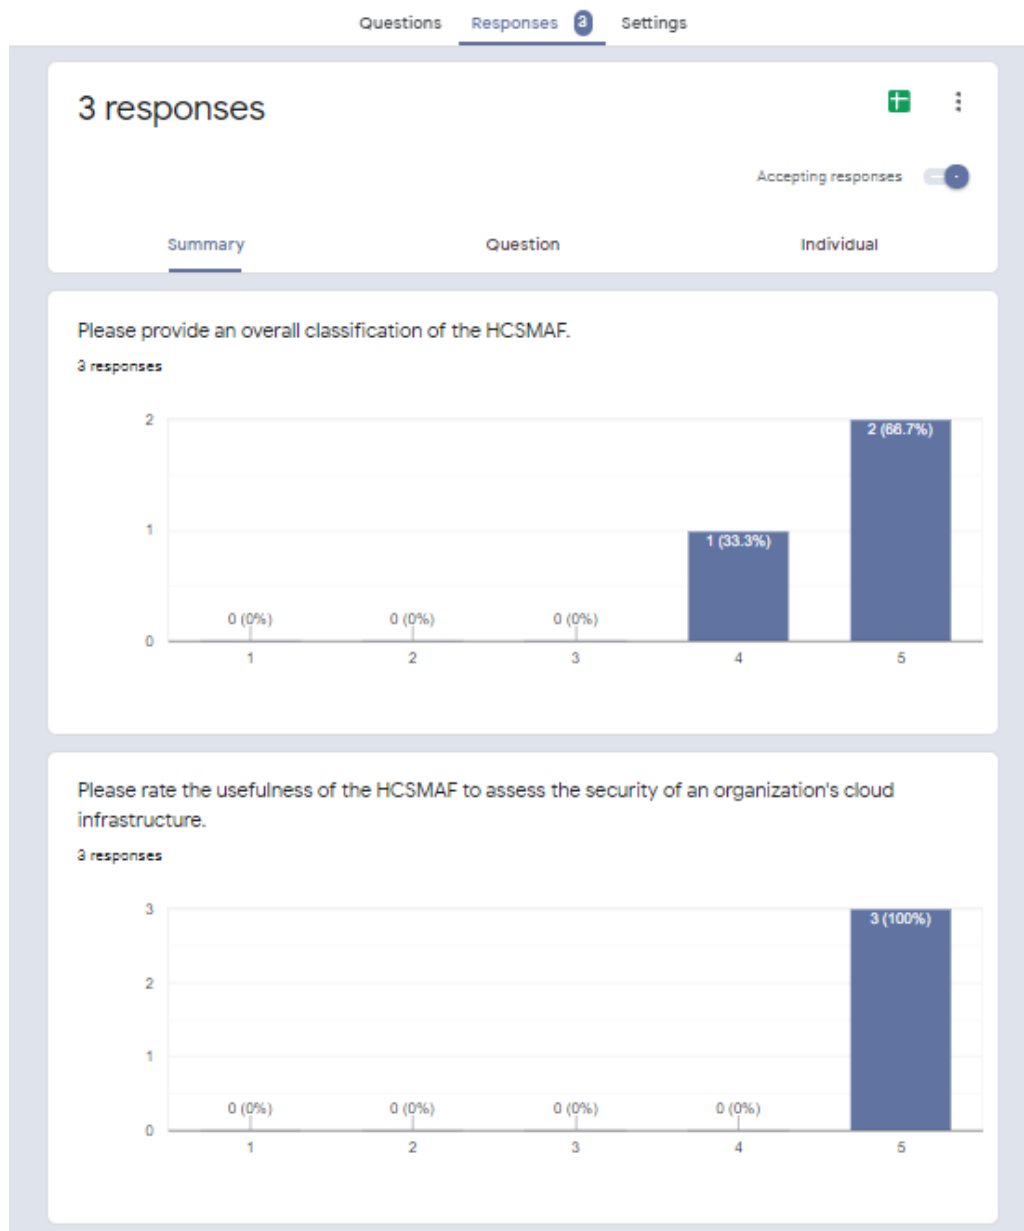 Questions Responses 3 Settings
3 responses
Accepting responses
Summary Question Individual
Please provide an overall classification of the HCSMAF.
3 responses
2
2 (66.7%)
1
1 (33.3%)
0 (0%) 0 (0%) 0 (0%)
0
1 2 3 4 5
Please rate the usefulness of the HCSMAF to assess the security of an organization's cloud
infrastructure.
3 responses
3
3 (100%)
2
1
0 (0%) 0 (0%) 0 (0%) 0 (0%)
0
1 2 3 4 5